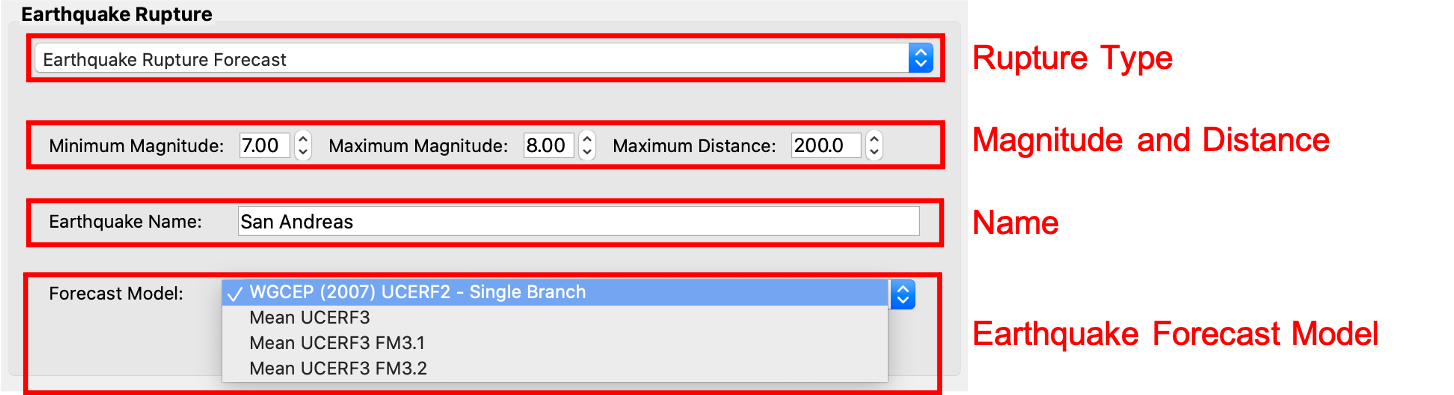 Earthquake Rupture
Earthquake Rupture Forecast
Rupture Type
Minimum Magnitude: 7.00 Maximum Magnitude: 8.00 Maximum Distance: 200.0
Magnitude and Distance
Earthquake Name: San Andreas
Name
Forecast Model: ✓ WGCEP (2007) UCERF2 - Single Branch
Mean UCERF3
Mean UCERF3 FM3.1
Mean UCERF3 FM3.2
Earthquake Forecast Model